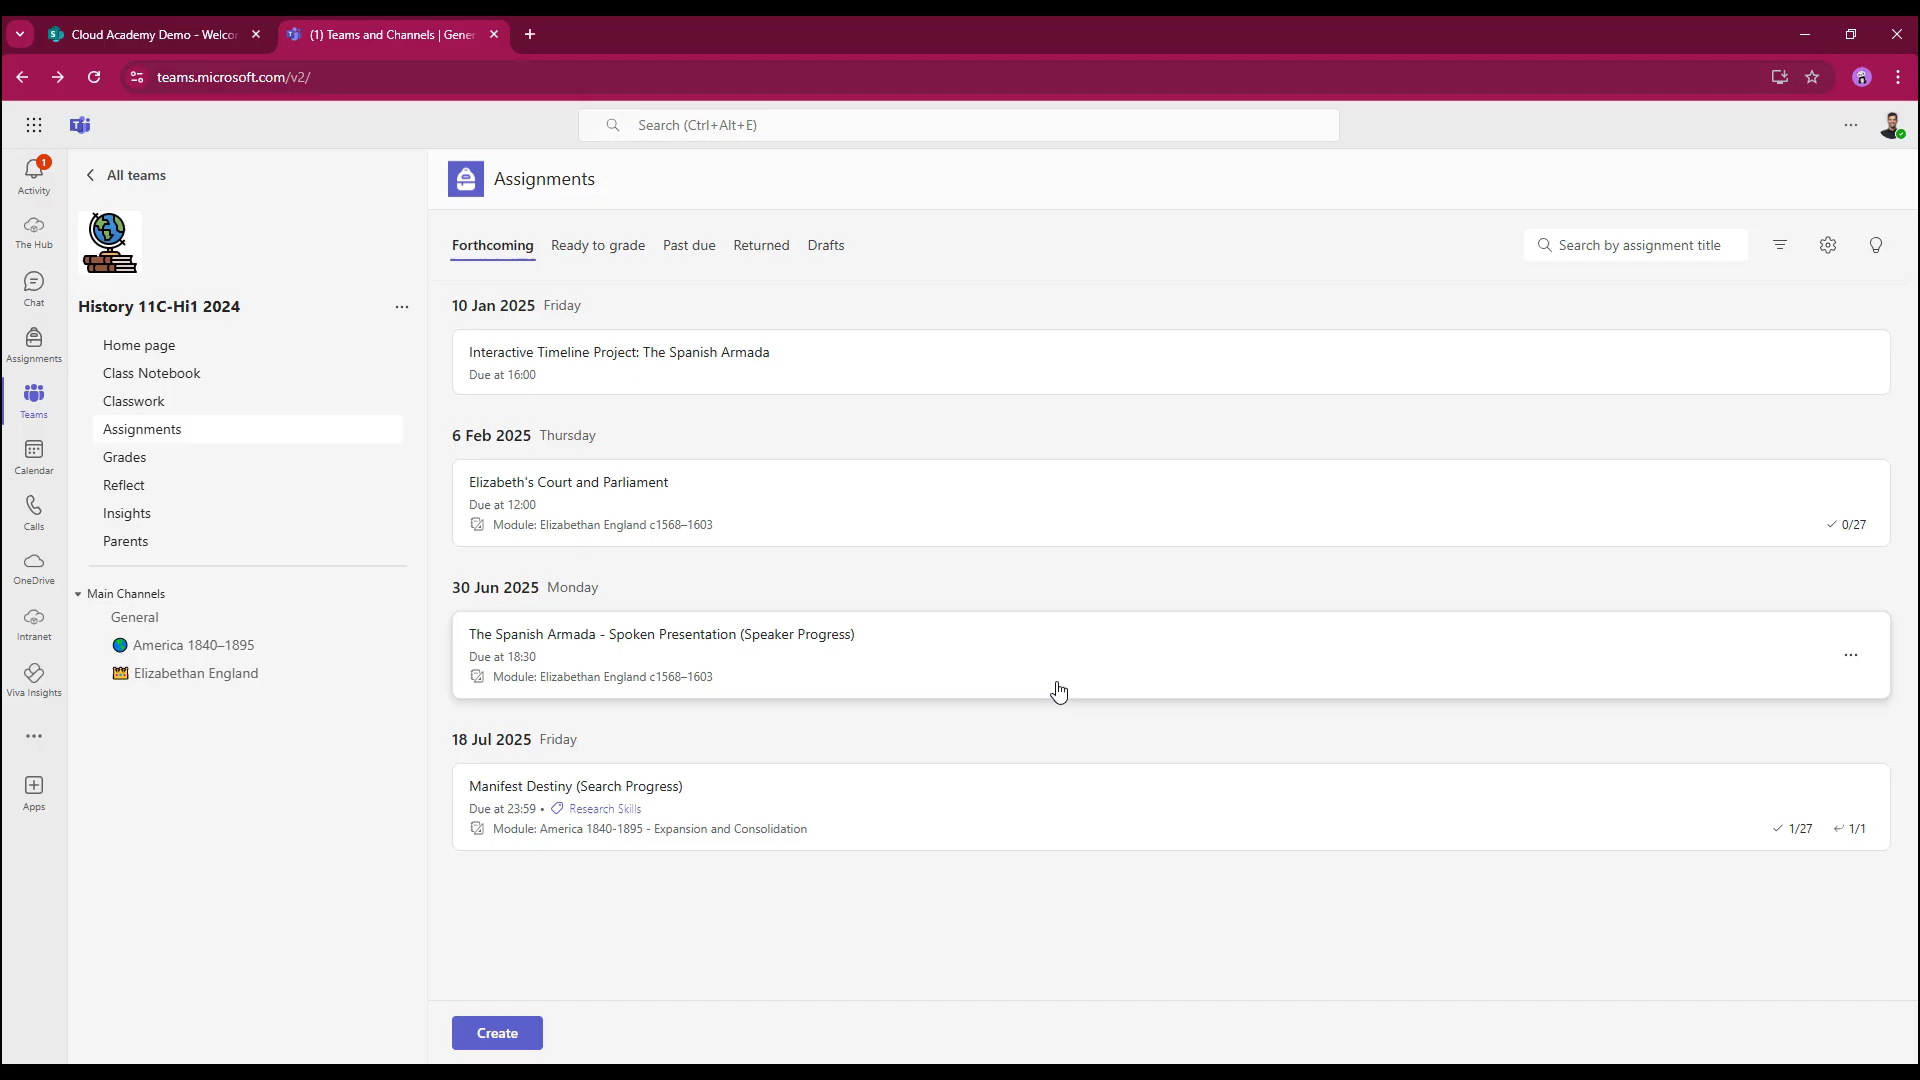 Cloud Academy Demo - Welco
(1) Teams and Channels | Gene
teams.microsoft.com/v2/
Search (Ctrl+Alt+E)
1
Activity
The Hub
Chat
Assignments
Teams
Calendar
Calls
OneDrive
Intranet
Viva Insights
Apps
All teams
History 11C-Hi1 2024
Home page
Class Notebook
Classwork
Assignments
Grades
Reflect
Insights
Parents
Main Channels
General
America 1840–1895
Elizabethan England
Assignments
Forthcoming
Ready to grade
Past due
Returned
Drafts
Search by assignment title
10 Jan 2025 Friday
Interactive Timeline Project: The Spanish Armada
Due at 16:00
6 Feb 2025 Thursday
Elizabeth's Court and Parliament
Due at 12:00
Module: Elizabethan England c1568–1603
0/27
30 Jun 2025 Monday
The Spanish Armada - Spoken Presentation (Speaker Progress)
Due at 18:30
Module: Elizabethan England c1568–1603
18 Jul 2025 Friday
Manifest Destiny (Search Progress)
Due at 23:59 • Research Skills
Module: America 1840-1895 - Expansion and Consolidation
1/27 1/1
Create